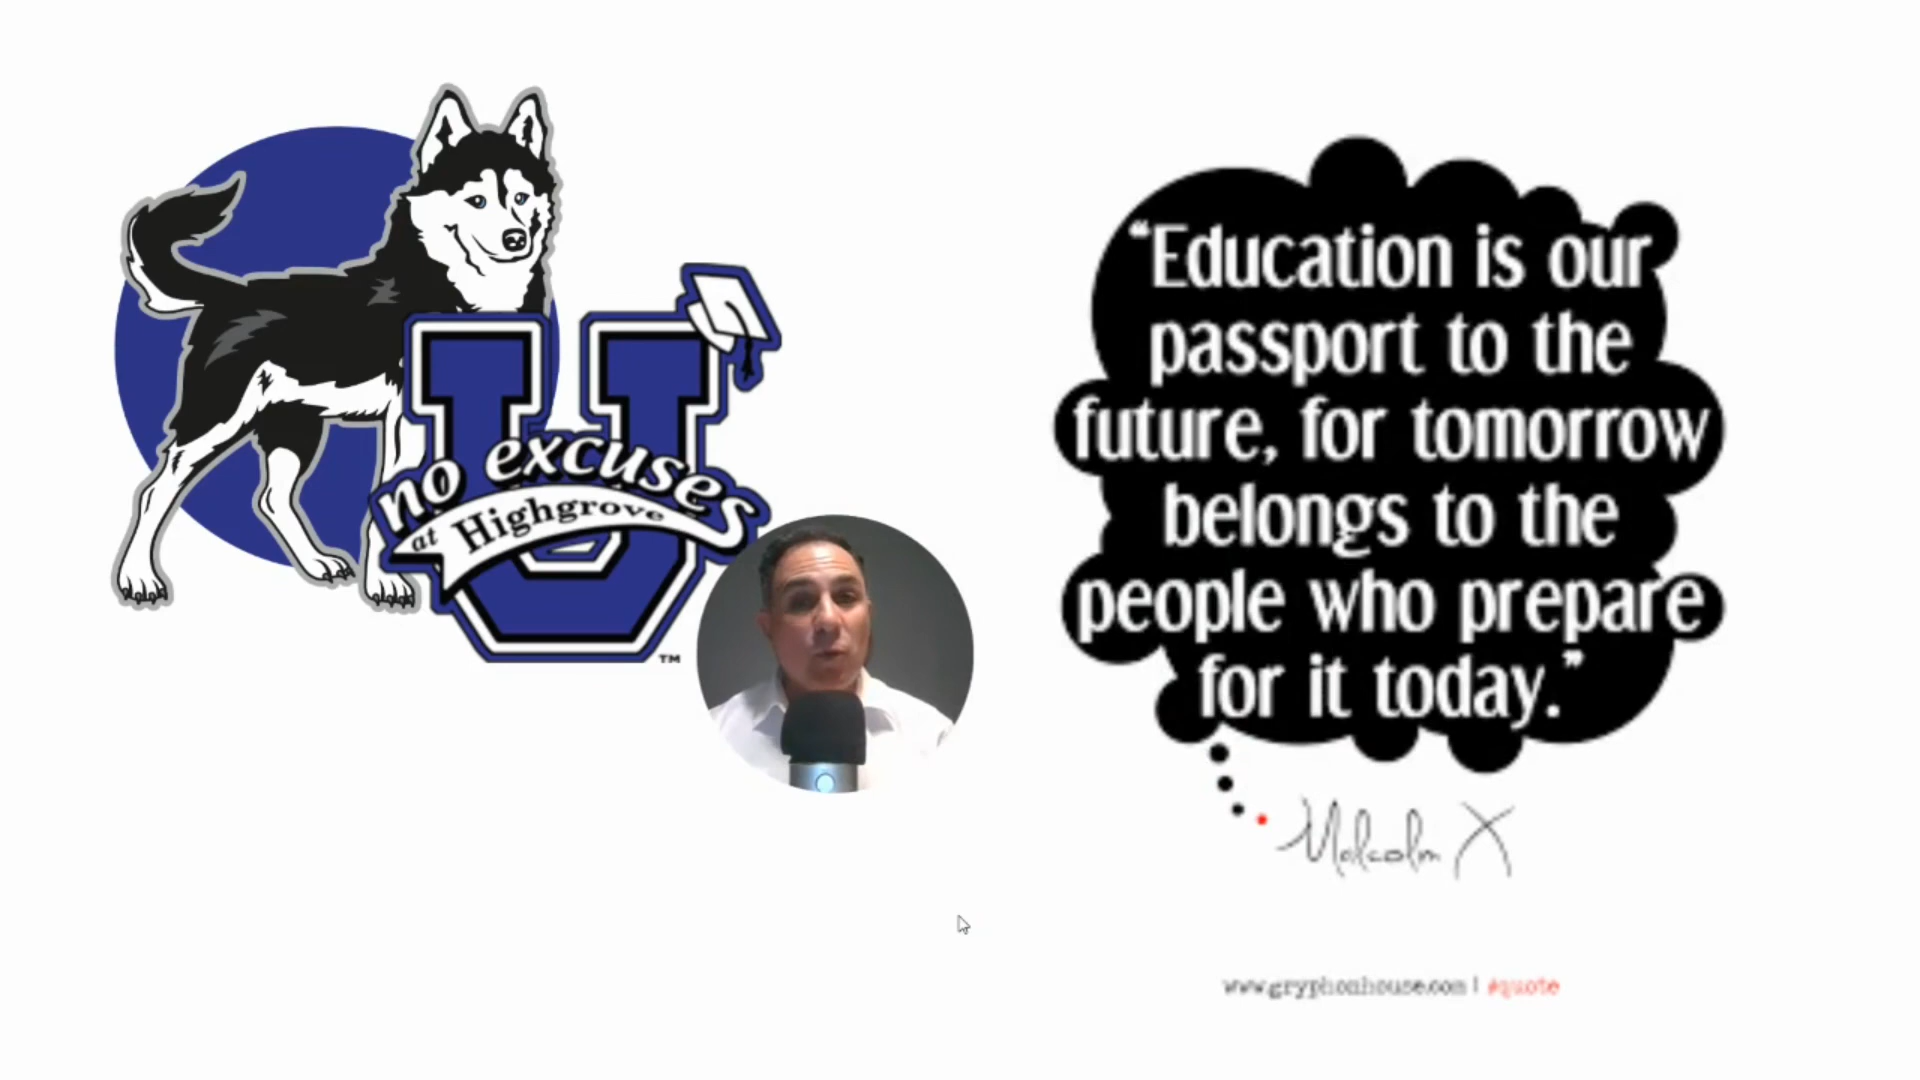 no excuses
at Highgrove
TM
“Education is our
passport to the
future, for tomorrow
belongs to the
people who prepare
for it today.”
Malcolm X
www.gryphonhouse.com | #quote